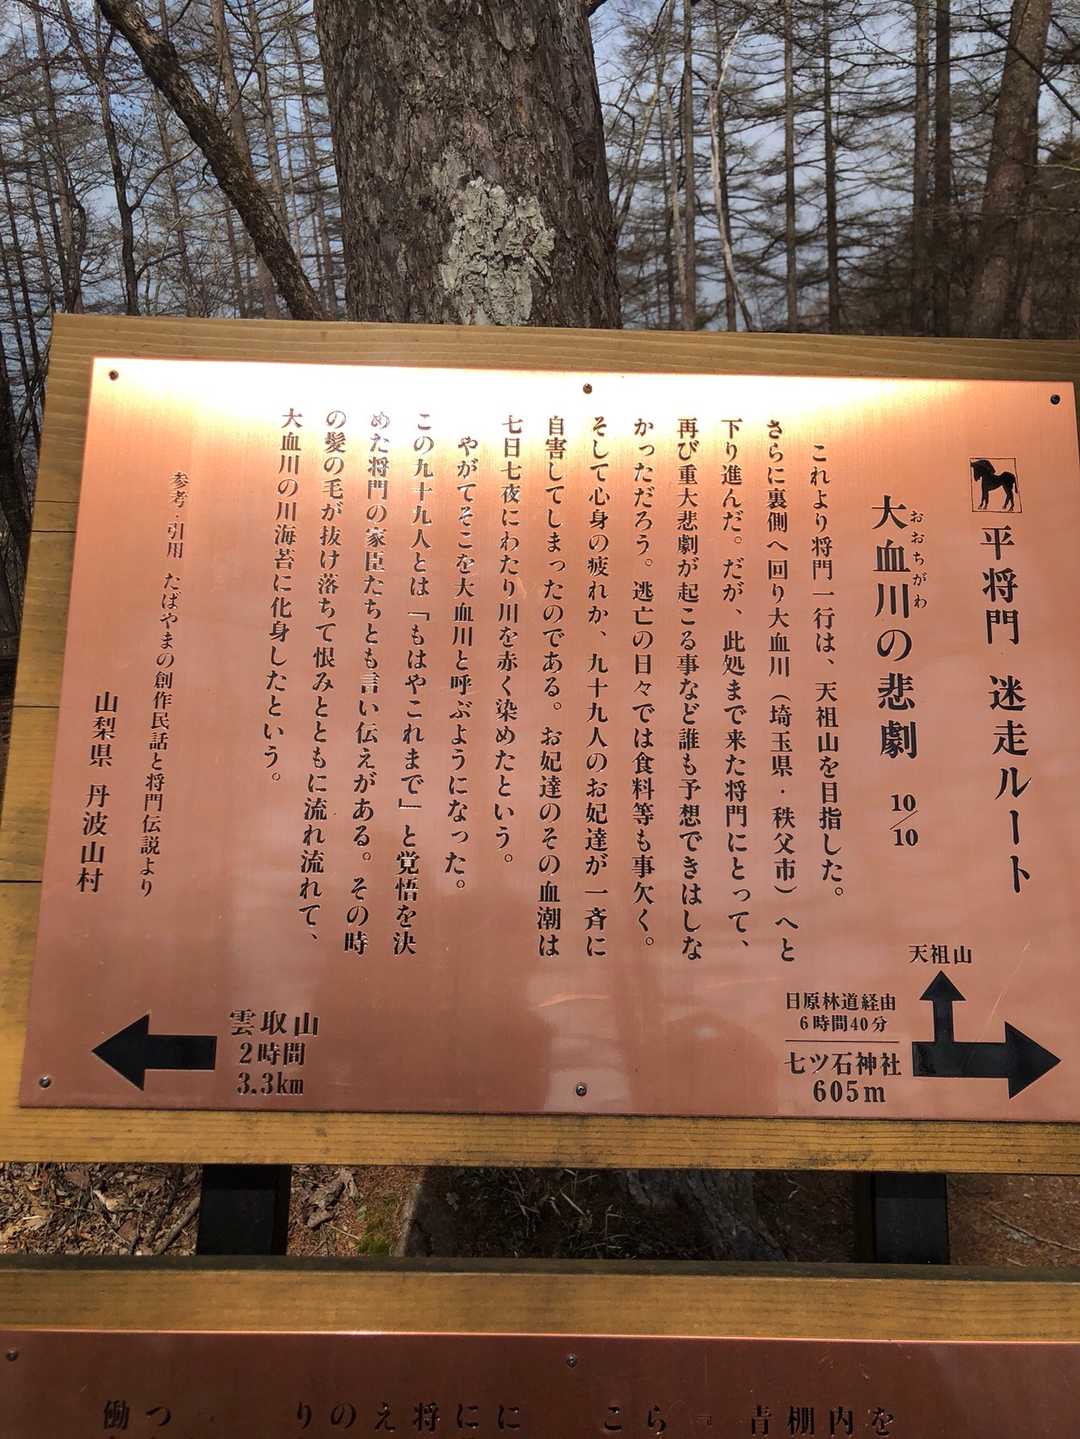 平将門 迷走ルート
おおちがわ
大血川の悲劇 10/10
これより将門一行は、天祖山を目指した。
さらに裏側へ回り大血川（埼玉県・秩父市）へと
下り進んだ。だが、此処まで来た将門にとって、
再び重大悲劇が起こる事など誰も予想できはしな
かっただろう。逃亡の日々では食料等も事欠く。
そして心身の疲れか、九十九人のお妃達が一斉に
自害してしまったのである。お妃達のその血潮は
七日七夜にわたり川を赤く染めたという。
やがてそこを大血川と呼ぶようになった。
この九十九人とは「もはやこれまで」と覚悟を決
めた将門の家臣たちとも言い伝えがある。その時
の髪の毛が抜け落ちて恨みとともに流れ流れて、
大血川の川海苔に化身したという。
参考・引用 たばやまの創作民話と将門伝説より
山梨県 丹波山村
天祖山
日原林道経由
6時間40分
七ツ石神社
605m
雲取山
2時間
3.3km
を
内
棚
青
ら
こ
に
に
将
え
の
り
つ
働